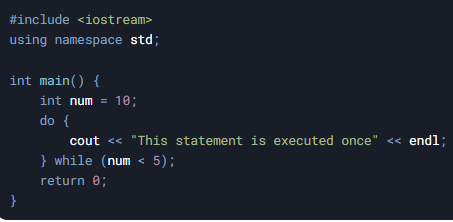 #include <iostream>
using namespace std;

int main() {
    int num = 10;
    do {
        cout << "This statement is executed once" << endl;
    } while (num < 5);
    return 0;
}